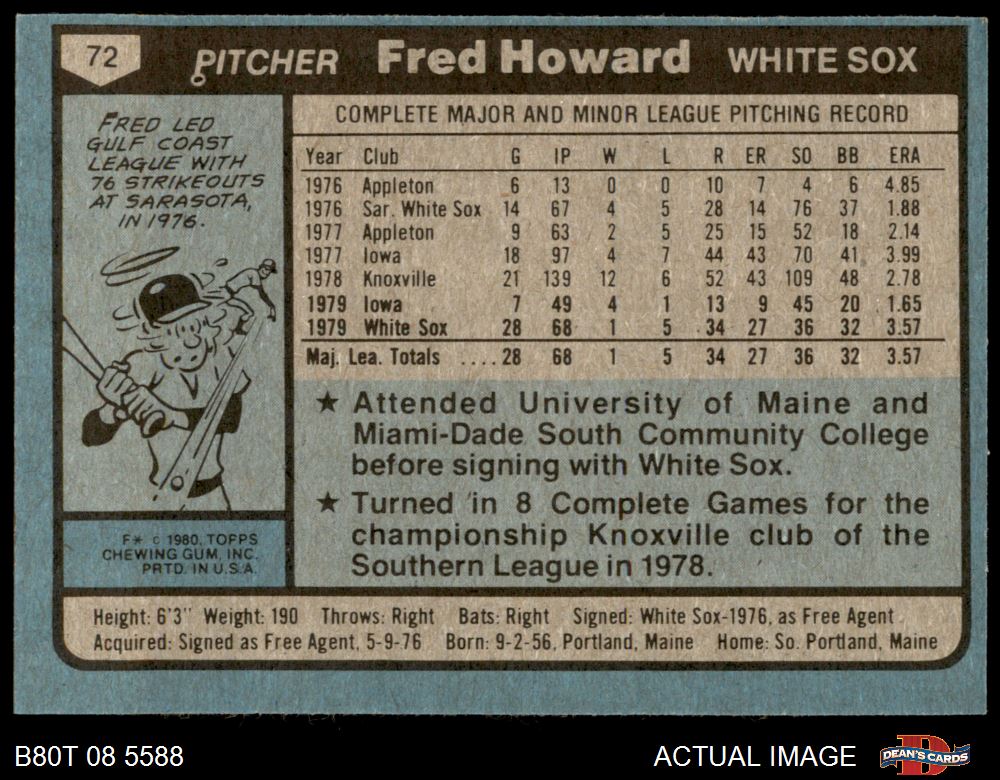 72 PITCHER Fred Howard WHITE SOX
FRED LED
GULF COAST
LEAGUE WITH
76 STRIKEOUTS
AT SARASOTA,
IN 1976.
COMPLETE MAJOR AND MINOR LEAGUE PITCHING RECORD
Year Club G IP W L R ER SO BB ERA
1976 Appleton 6 13 0 0 10 7 4 6 4.85
1976 Sar. White Sox 14 67 4 5 28 14 76 37 1.88
1977 Appleton 9 63 2 5 25 15 52 18 2.14
1977 Iowa 18 97 4 7 44 43 70 41 3.99
1978 Knoxville 21 139 12 6 52 43 109 48 2.78
1979 Iowa 7 49 4 1 13 9 45 20 1.65
1979 White Sox 28 68 1 5 34 27 36 32 3.57
Maj. Lea. Totals ....28 68 1 5 34 27 36 32 3.57
★ Attended University of Maine and
Miami-Dade South Community College
before signing with White Sox.
★ Turned in 8 Complete Games for the
championship Knoxville club of the
Southern League in 1978.
F* © 1980, TOPPS
CHEWING GUM, INC.
PRTD. IN U.S.A.
Height: 6'3" Weight: 190 Throws: Right Bats: Right Signed: White Sox-1976, as Free Agent
Acquired: Signed as Free Agent, 5-9-76 Born: 9-2-56, Portland, Maine Home: So. Portland, Maine
B80T 08 5588 ACTUAL IMAGE DEAN'S CARDS